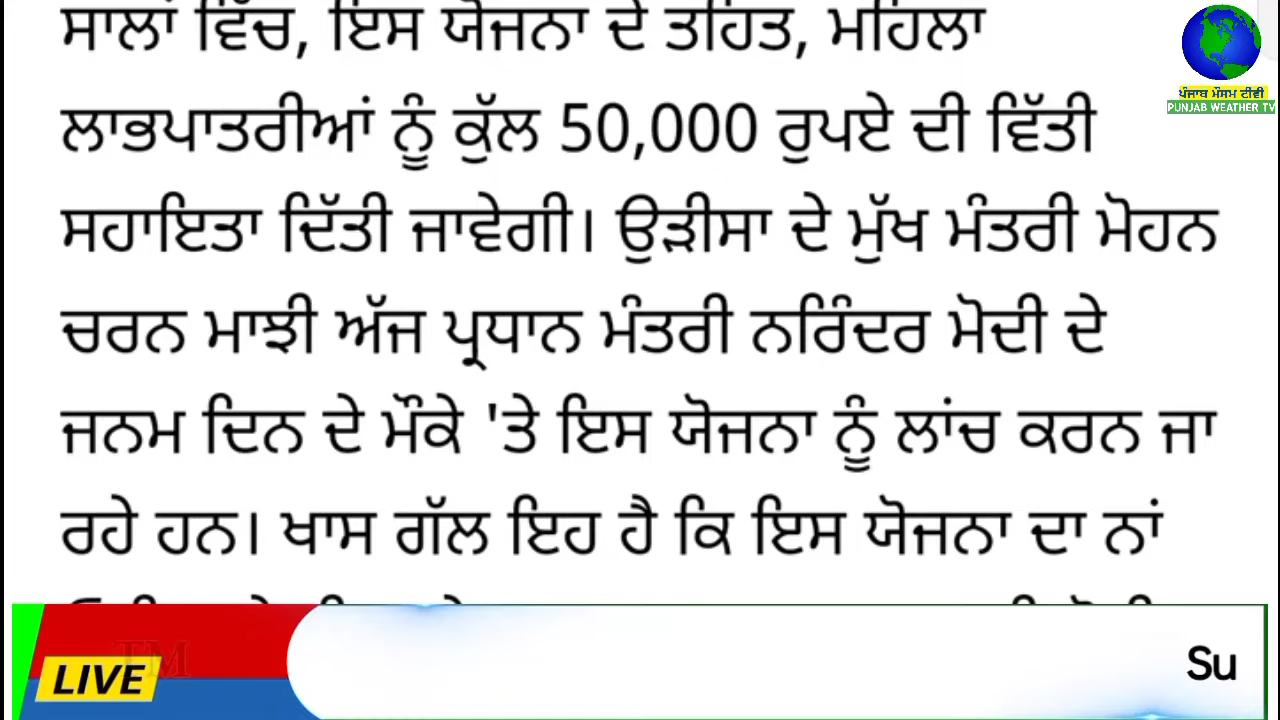 ਸਾਲਾਂ ਵਿੱਚ, ਇਸ ਯੋਜਨਾ ਦੇ ਤਹਿਤ, ਮਹਿਲਾ
ਲਾਭਪਾਤਰੀਆਂ ਨੂੰ ਕੁੱਲ 50,000 ਰੁਪਏ ਦੀ ਵਿੱਤੀ
ਸਹਾਇਤਾ ਦਿੱਤੀ ਜਾਵੇਗੀ। ਉੜੀਸਾ ਦੇ ਮੁੱਖ ਮੰਤਰੀ ਮੋਹਨ
ਚਰਨ ਮਾਝੀ ਅੱਜ ਪ੍ਰਧਾਨ ਮੰਤਰੀ ਨਰਿੰਦਰ ਮੋਦੀ ਦੇ
ਜਨਮ ਦਿਨ ਦੇ ਮੌਕੇ 'ਤੇ ਇਸ ਯੋਜਨਾ ਨੂੰ ਲਾਂਚ ਕਰਨ ਜਾ
ਰਹੇ ਹਨ। ਖਾਸ ਗੱਲ ਇਹ ਹੈ ਕਿ ਇਸ ਯੋਜਨਾ ਦਾ ਨਾਂ
ਪੰਜਾਬ ਮੌਸਮ ਟੀਵੀ
PUNJAB WEATHER TV
TM
LIVE
Su